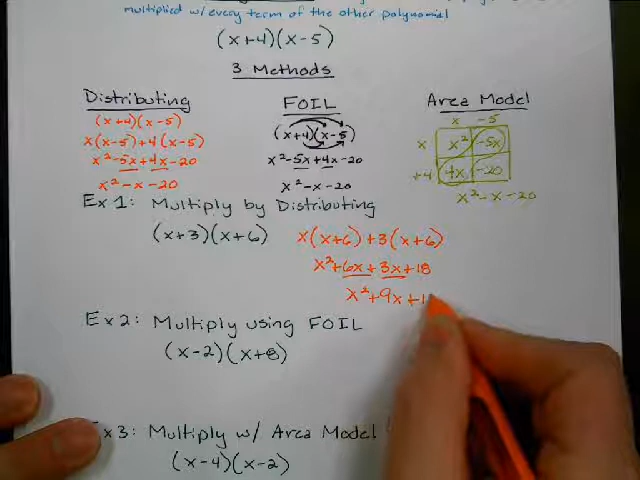 multiplied w/ every term of the other polynomial
(x+4)(x-5)
3 Methods
Distributing
(x+4)(x-5)
x(x-5)+4(x-5)
x²-5x+4x-20
x²-x-20
FOIL
(x+4)(x-5)
x²-5x+4x-20
x²-x-20
Area Model
x -5
x x² -5x
+4 4x -20
x²-x-20
Ex 1: Multiply by Distributing
(x+3)(x+6)
x(x+6)+3(x+6)
x²+6x+3x+18
x²+9x+1
Ex2: Multiply using FOIL
(x-2)(x+8)
Ex3: Multiply w/ Area Model
(x-4)(x-2)